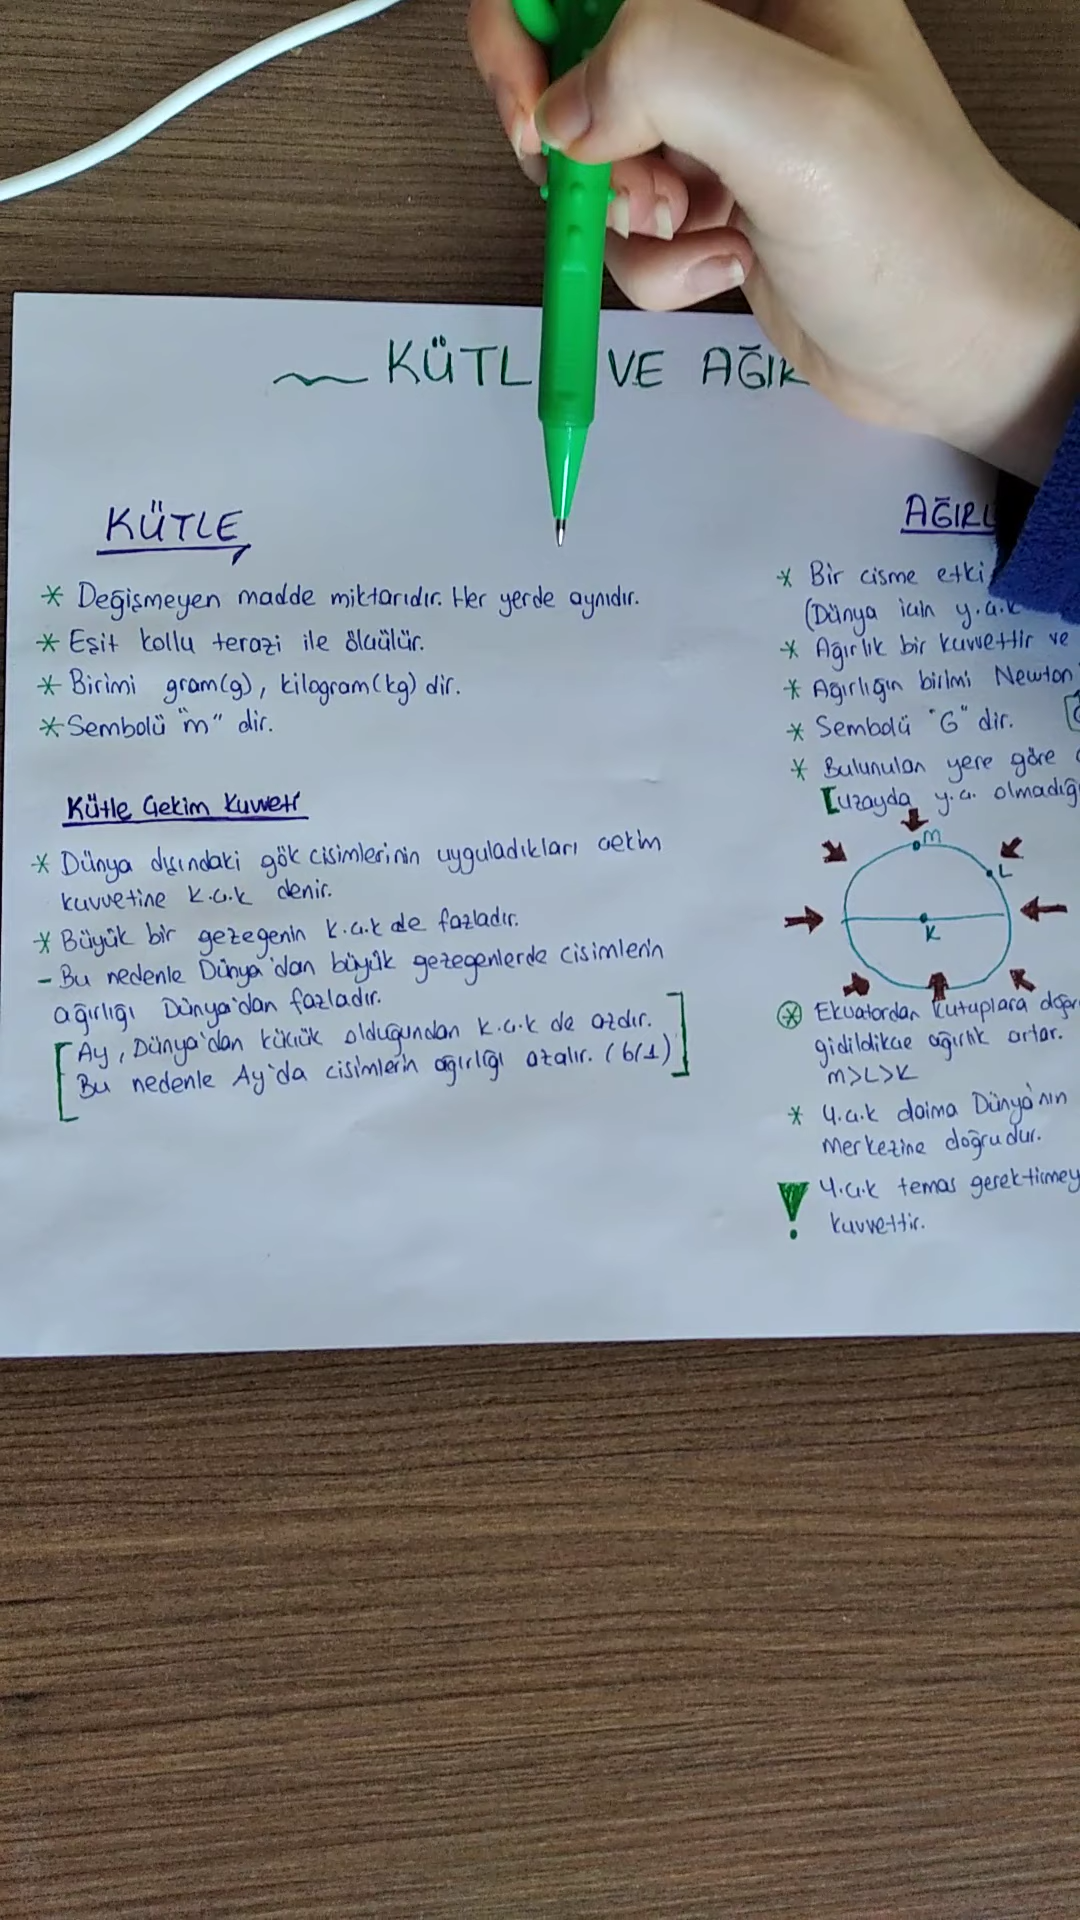 KÜTL VE AĞIR
KÜTLE
* Değişmeyen madde miktarıdır. Her yerde aynıdır.
* Eşit kollu terazi ile ölçülür.
* Birimi gram(g), kilogram(kg) dir.
* Sembolü "m" dir.
Kütle Çekim Kuvveti
* Dünya dışındaki gök cisimlerinin uyguladıkları çekim
kuvvetine k.ç.k denir.
* Büyük bir gezegenin k.ç.k de fazladır.
- Bu nedenle Dünya'dan büyük gezegenlerde cisimlerin
ağırlığı Dünya'dan fazladır.
[Ay, Dünya'dan küçük olduğundan k.ç.k de azdır.
Bu nedenle Ay'da cisimlerin ağırlığı azalır. (6/1)]
AĞIRL
* Bir cisme etki
(Dünya için y.ç.k
* Ağırlık bir kuvvettir ve
* Ağırlığın birimi Newton
* Sembolü "G" dir.
* Bulunulan yere göre
[Uzayda y.ç. olmadığ
m
L
K
* Ekvatordan kutuplara doğr
gidildikçe ağırlık artar.
m>L>K
* Y.ç.k daima Dünya'nın
merkezine doğrudur.
! Y.ç.k temas gerektirmey
kuvvettir.